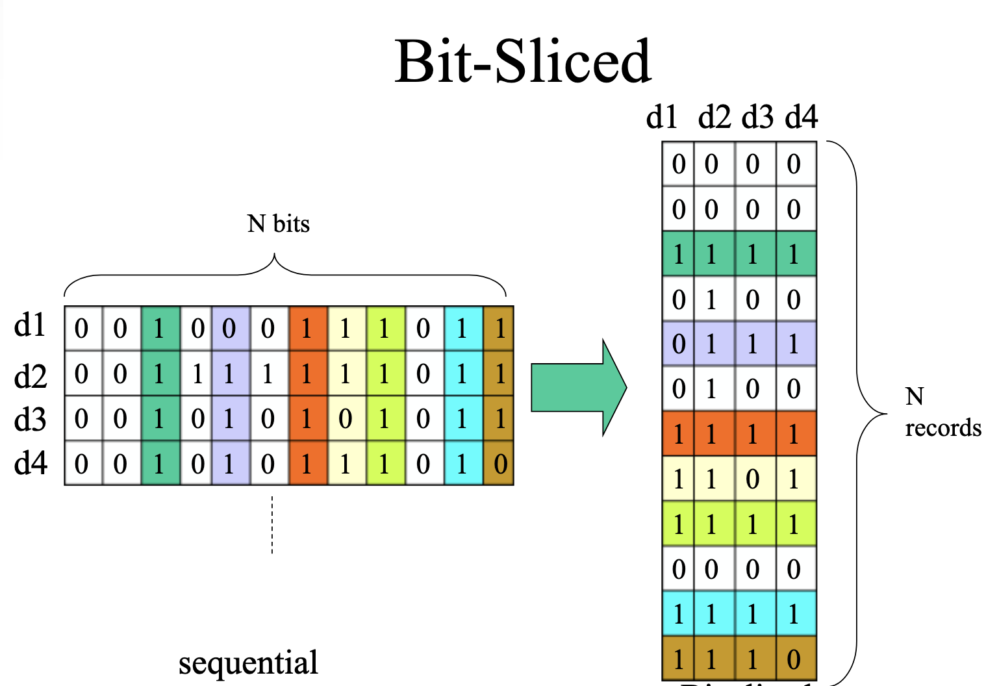 Bit-Sliced
d1 d2 d3 d4
0 0 0 0
0 0 0 0
1 1 1 1
0 1 0 0
0 1 1 1
0 1 0 0
1 1 1 1
1 1 0 1
1 1 1 1
0 0 0 0
1 1 1 1
1 1 1 0
N
records
N bits
d1 0 0 1 0 0 0 1 1 1 0 1 1
d2 0 0 1 1 1 1 1 1 1 0 1 1
d3 0 0 1 0 1 0 1 0 1 0 1 1
d4 0 0 1 0 1 0 1 1 1 0 1 0
sequential